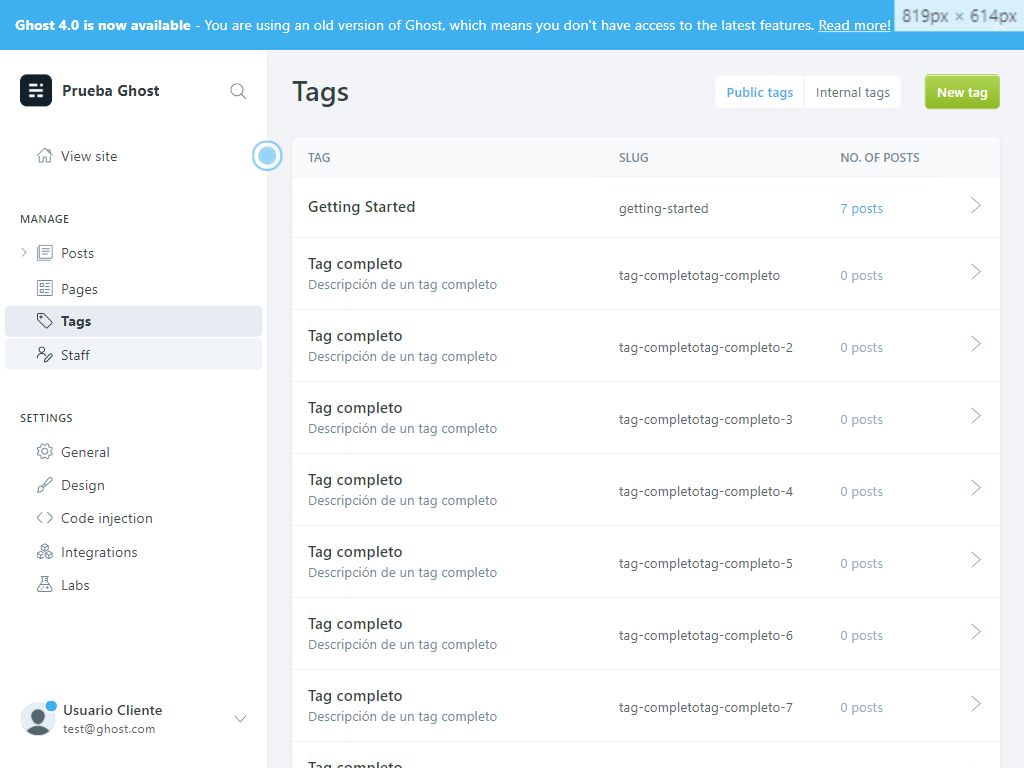 Ghost 4.0 is now available - You are using an old version of Ghost, which means you don't have access to the latest features. Read more!
819px × 614px
Prueba Ghost
View site
MANAGE
Posts
Pages
Tags
Staff
SETTINGS
General
Design
Code injection
Integrations
Labs
Usuario Cliente
test@ghost.com
Tags
Public tags
Internal tags
New tag
TAG SLUG NO. OF POSTS
Getting Started getting-started 7 posts
Tag completo
Descripción de un tag completo
tag-completotag-completo 0 posts
Tag completo
Descripción de un tag completo
tag-completotag-completo-2 0 posts
Tag completo
Descripción de un tag completo
tag-completotag-completo-3 0 posts
Tag completo
Descripción de un tag completo
tag-completotag-completo-4 0 posts
Tag completo
Descripción de un tag completo
tag-completotag-completo-5 0 posts
Tag completo
Descripción de un tag completo
tag-completotag-completo-6 0 posts
Tag completo
Descripción de un tag completo
tag-completotag-completo-7 0 posts
Tag completo